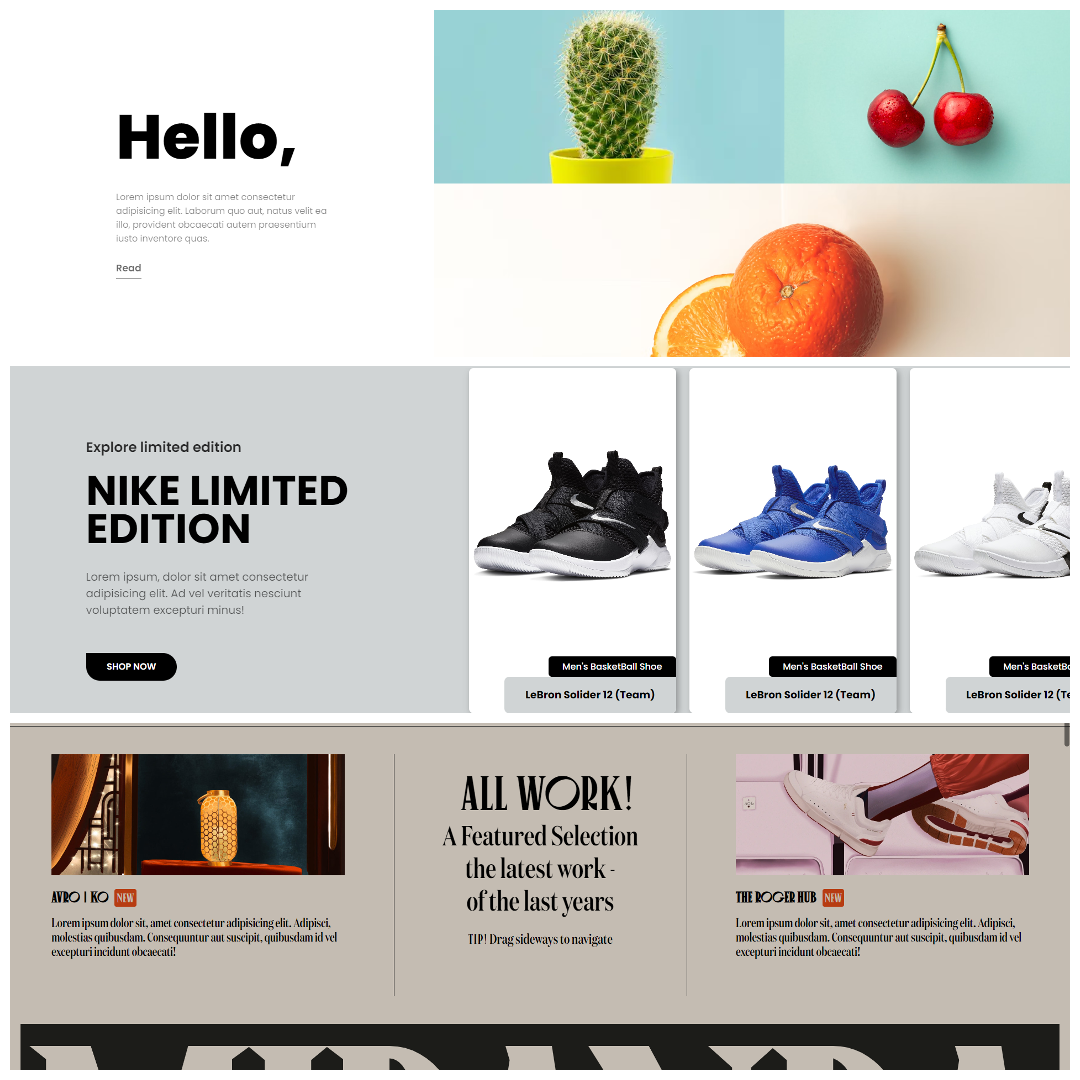 Hello,
Lorem ipsum dolor sit amet consectetur
adipisicing elit. Laborum quo aut, natus velit ea
illo, provident obcaecati autem praesentium
iusto inventore quas.
Read
Explore limited edition
NIKE LIMITED
EDITION
Lorem ipsum, dolor sit amet consectetur
adipisicing elit. Ad vel veritatis nesciunt
voluptatem excepturi minus!
SHOP NOW
Men's BasketBall Shoe
LeBron Solider 12 (Team)
Men's BasketBall Shoe
LeBron Solider 12 (Team)
Men's BasketBa
LeBron Solider 12 (Te
AVRO | KO NEW
Lorem ipsum dolor sit, amet consectetur adipisicing elit. Adipisci,
molestias quibusdam. Consequuntur aut suscipit, quibusdam id vel
excepturi incidunt obcaecati!
ALL WORK!
A Featured Selection
the latest work -
of the last years
TIP! Drag sideways to navigate
THE ROGER HUB NEW
Lorem ipsum dolor sit, amet consectetur adipisicing elit. Adipisci,
molestias quibusdam. Consequuntur aut suscipit, quibusdam id vel
excepturi incidunt obcaecati!